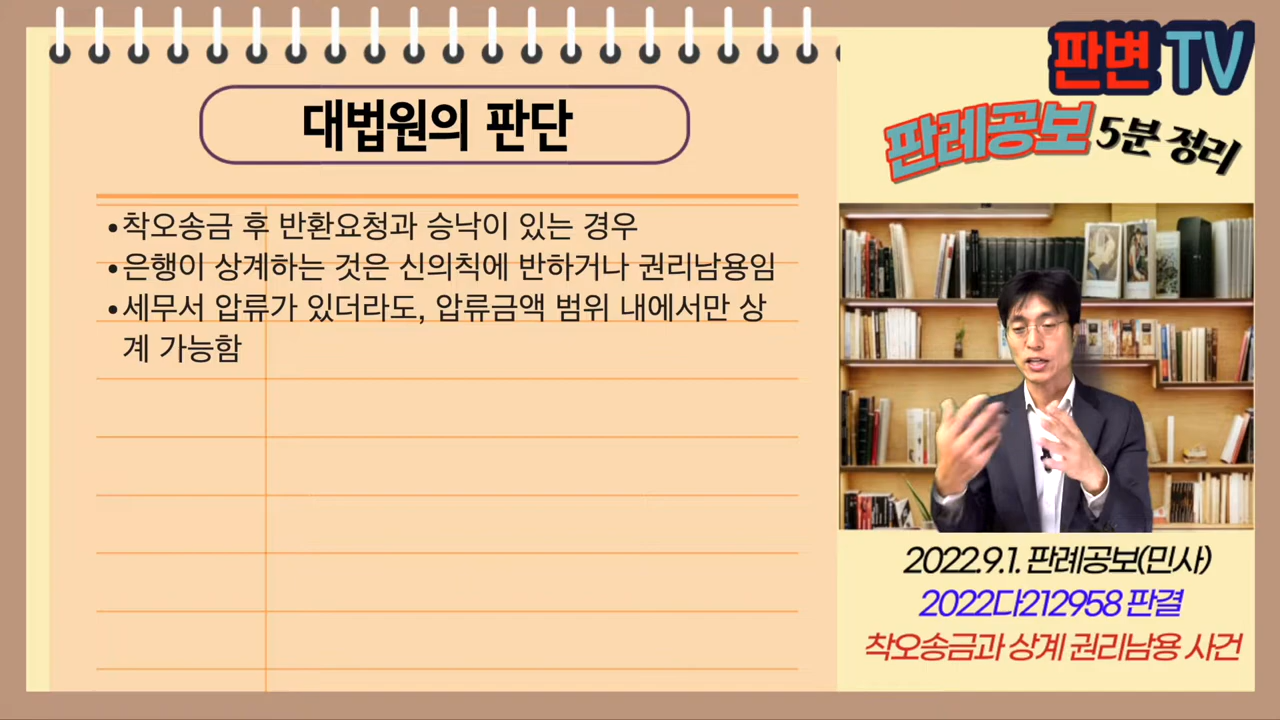 대법원의 판단
•착오송금 후 반환요청과 승낙이 있는 경우
•은행이 상계하는 것은 신의칙에 반하거나 권리남용임
•세무서 압류가 있더라도, 압류금액 범위 내에서만 상
계 가능함
판변 TV
판례공보 5분 정리
2022.9.1. 판례공보(민사)
2022다212958 판결
착오송금과 상계 권리남용 사건